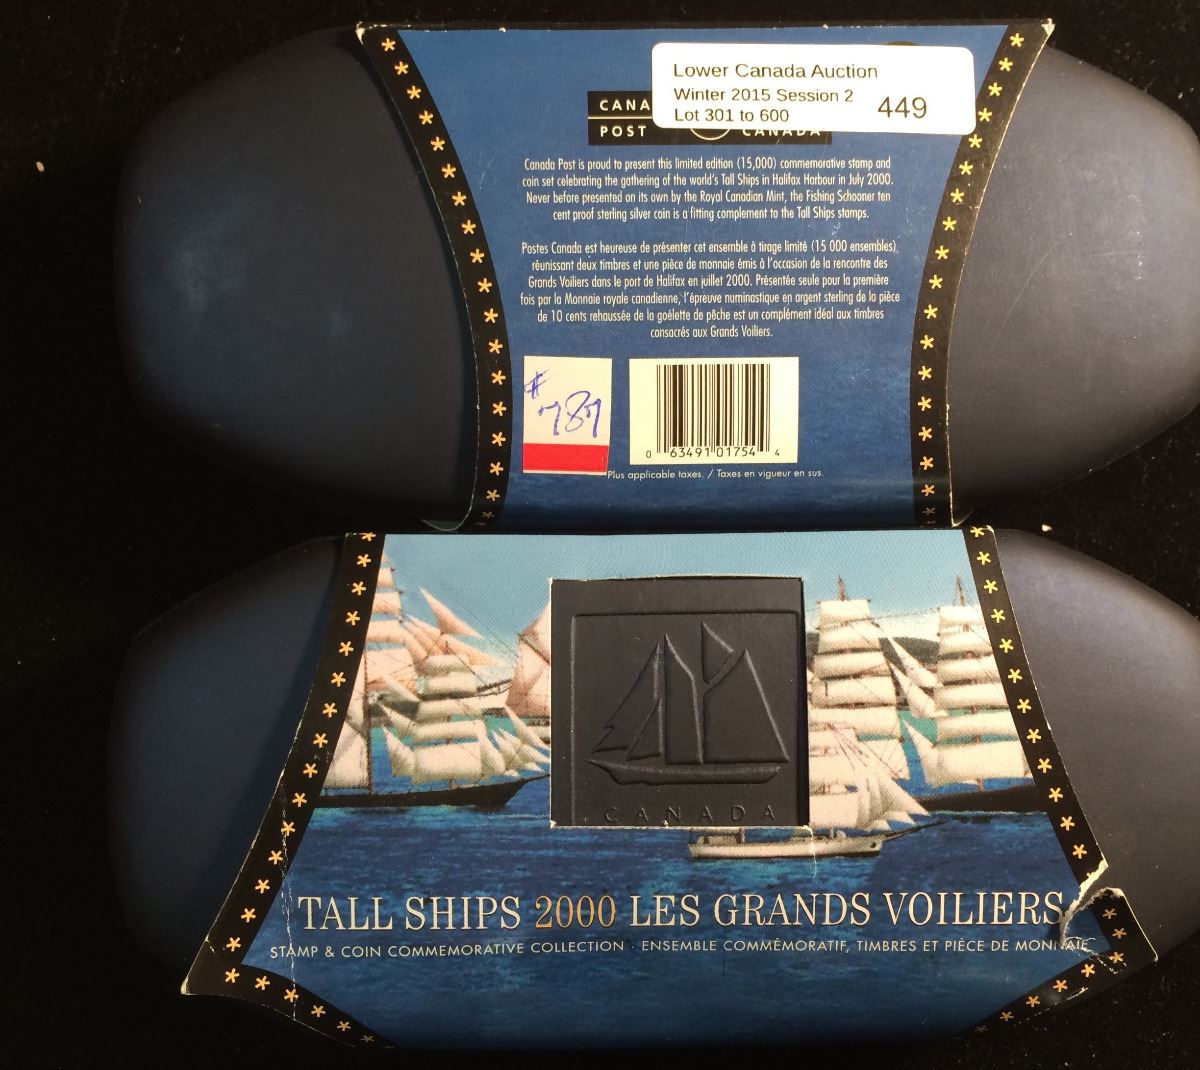 Lower Canada Auction
Winter 2015 Session 2
Lot 301 to 600
449
CANA
POST CANADA
Canada Post is proud to present this limited edition (15,000) commemorative stamp and
coin set celebrating the gathering of the world's Tall Ships in Halifax Harbour in July 2000.
Never before presented on its own by the Royal Canadian Mint, the Fishing Schooner ten
cent proof sterling silver coin is a fitting complement to the Tall Ships stamps.
Postes Canada est heureuse de présenter cet ensemble à tirage limité (15 000 ensembles)
réunissant deux timbres et une pièce de monnaie émis à l'occasion de la rencontre des
Grands Voiliers dans le port de Halifax en juillet 2000. Présentée seule pour la première
fois par la Monnaie royale canadienne, l'épreuve numinastique en argent sterling de la pièce
de 10 cents rehaussée de la goélette de pêche est un complément idéal aux timbres
consacrés aux Grands Voiliers.
#
787
0 63491 01754 4
Plus applicable taxes. / Taxes en vigueur en sus.
CANADA
TALL SHIPS 2000 LES GRANDS VOILIERS
STAMP & COIN COMMEMORATIVE COLLECTION · ENSEMBLE COMMÉMORATIF, TIMBRES ET PIÈCE DE MONNAIE